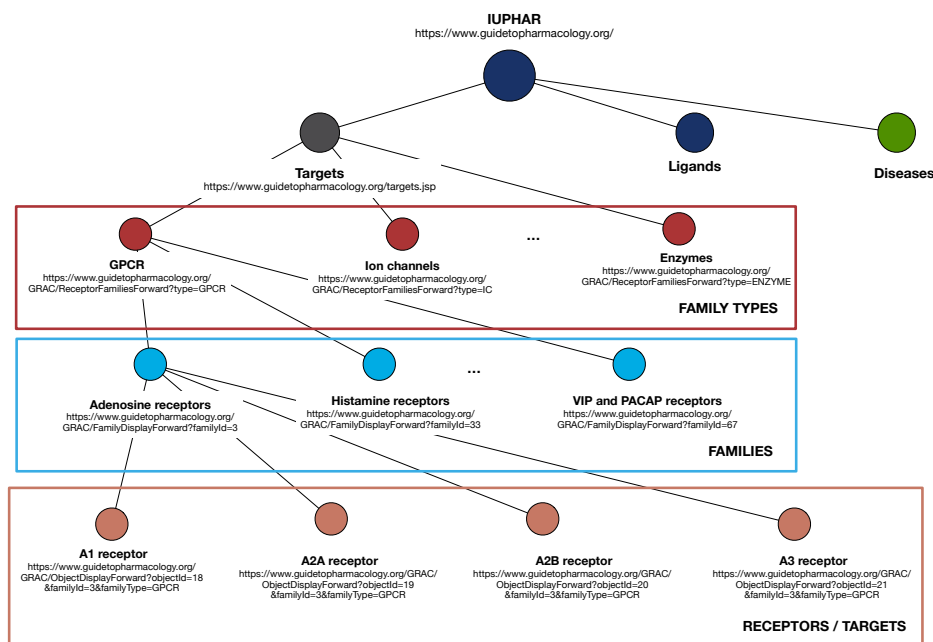 IUPHAR
https://www.guidetopharmacology.org/
Targets
https://www.guidetopharmacology.org/targets.jsp
Ligands
Diseases
GPCR
https://www.guidetopharmacology.org/
GRAC/ReceptorFamiliesForward?type=GPCR
Ion channels
https://www.guidetopharmacology.org/
GRAC/ReceptorFamiliesForward?type=IC
...
Enzymes
https://www.guidetopharmacology.org/
GRAC/ReceptorFamiliesForward?type=ENZYME
FAMILY TYPES
Adenosine receptors
https://www.guidetopharmacology.org/
GRAC/FamilyDisplayForward?familyId=3
Histamine receptors
https://www.guidetopharmacology.org/
GRAC/FamilyDisplayForward?familyId=33
...
VIP and PACAP receptors
https://www.guidetopharmacology.org/
GRAC/FamilyDisplayForward?familyId=67
FAMILIES
A1 receptor
https://www.guidetopharmacology.org/
GRAC/ObjectDisplayForward?objectId=18
&familyId=3&familyType=GPCR
A2A receptor
https://www.guidetopharmacology.org/GRAC/
ObjectDisplayForward?objectId=19
&familyId=3&familyType=GPCR
A2B receptor
https://www.guidetopharmacology.org/GRAC/
ObjectDisplayForward?objectId=20
&familyId=3&familyType=GPCR
A3 receptor
https://www.guidetopharmacology.org/GRAC/
ObjectDisplayForward?objectId=21
&familyId=3&familyType=GPCR
RECEPTORS / TARGETS